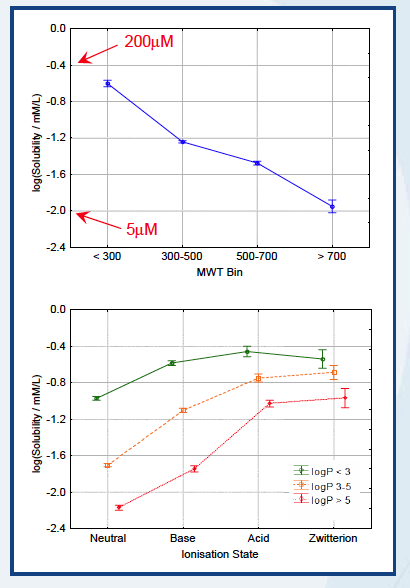 0.0
200μM
-0.4
-0.8
-1.2
-1.6
-2.0
5μM
-2.4
log(Solubility / mM/L)
< 300 300-500 500-700 > 700
MWT Bin
0.0
-0.4
-0.8
-1.2
-1.6
-2.0
-2.4
log(Solubility / mM/L)
logP < 3
logP 3-5
logP > 5
Neutral Base Acid Zwitterion
Ionisation State